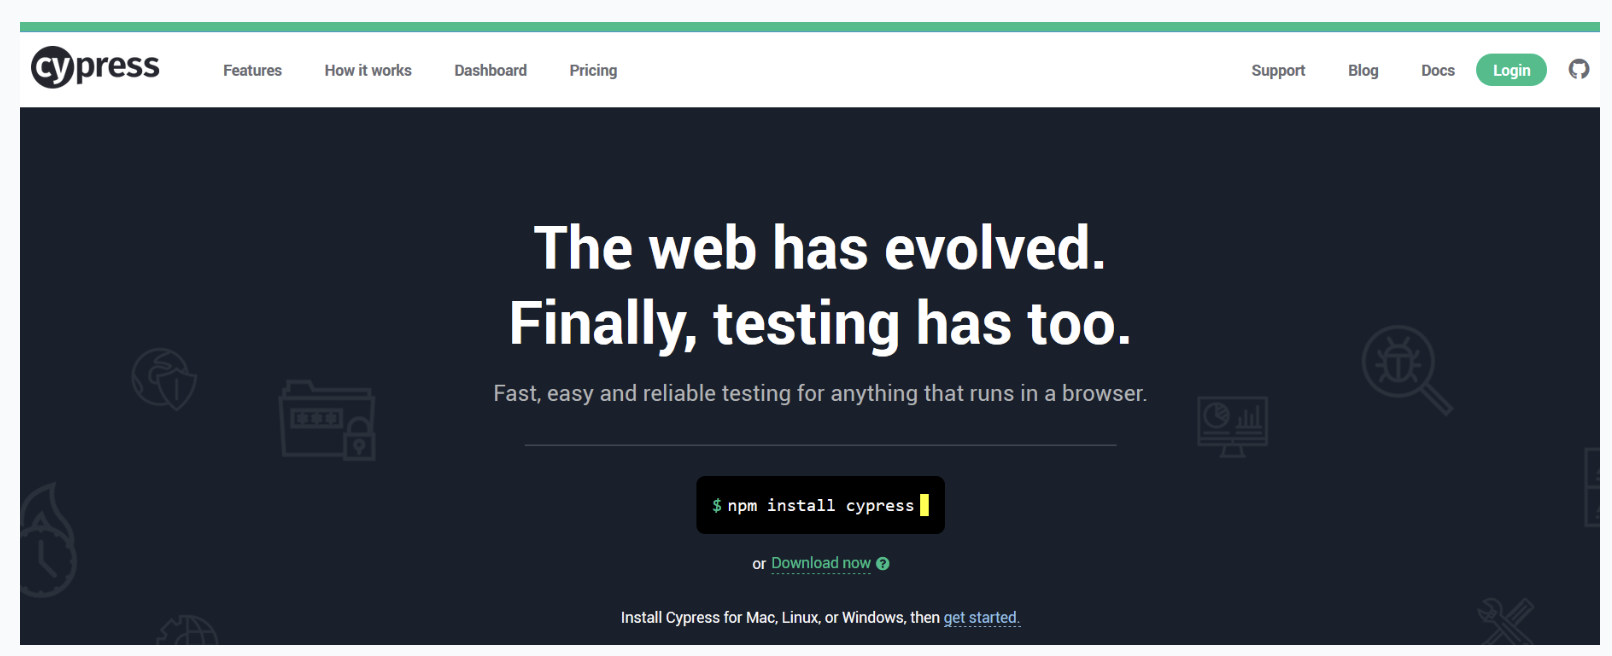 cypress
Features How it works Dashboard Pricing Support Blog Docs Login
The web has evolved.
Finally, testing has too.
Fast, easy and reliable testing for anything that runs in a browser.
$ npm install cypress
or Download now ?
Install Cypress for Mac, Linux, or Windows, then get started.